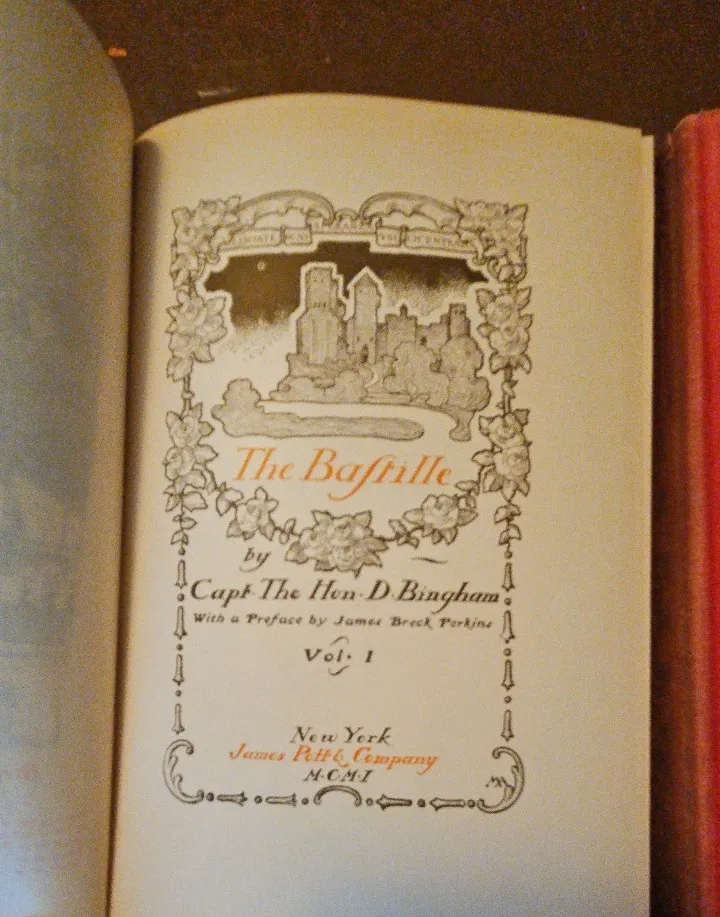 The Baſtille
by
Capt. The Hon. D. Bingham
With a Preface by James Breck Perkins
Vol. I
New York
James Pott & Company
M·C·M·I